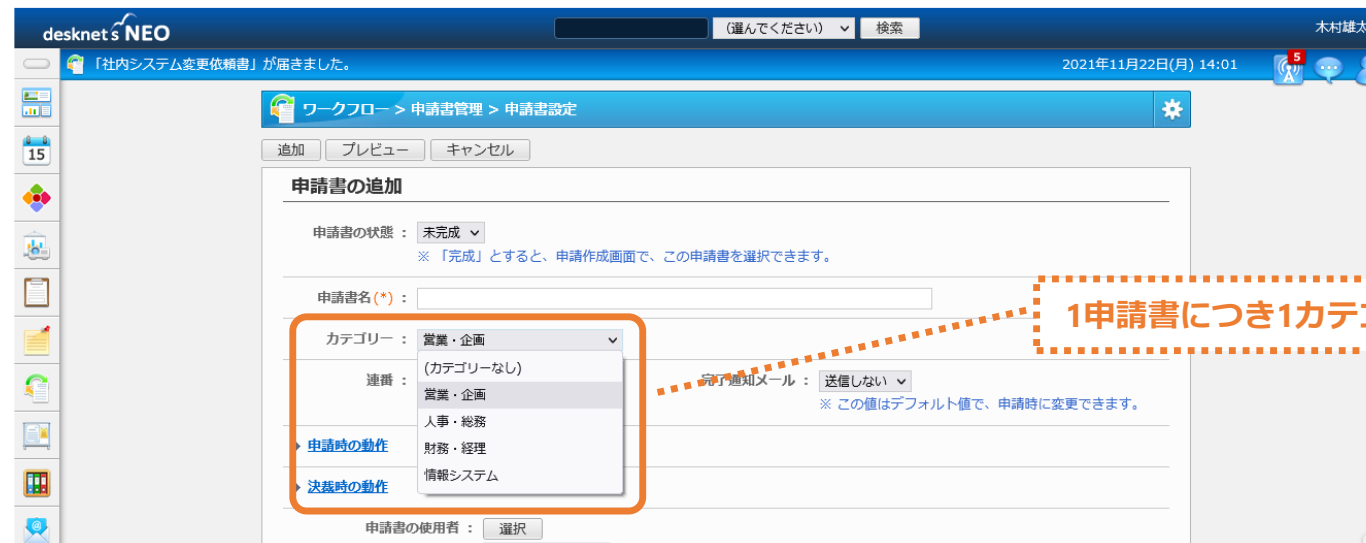 desknet's NEO
(選んでください) 検索 木村雄太
「社内システム変更依頼書」が届きました。 2021年11月22日(月) 14:01 5
ワークフロー > 申請書管理 > 申請書設定
15
追加 プレビュー キャンセル
申請書の追加
申請書の状態 : 未完成
※ 「完成」とすると、申請作成画面で、この申請書を選択できます。
申請書名(*) :
1申請書につき1カテ
カテゴリー : 営業・企画
(カテゴリーなし)
連番 : 完了通知メール : 送信しない
営業・企画
※ この値はデフォルト値で、申請時に変更できます。
人事・総務
申請時の動作
財務・経理
情報システム
決裁時の動作
申請書の使用者 : 選択